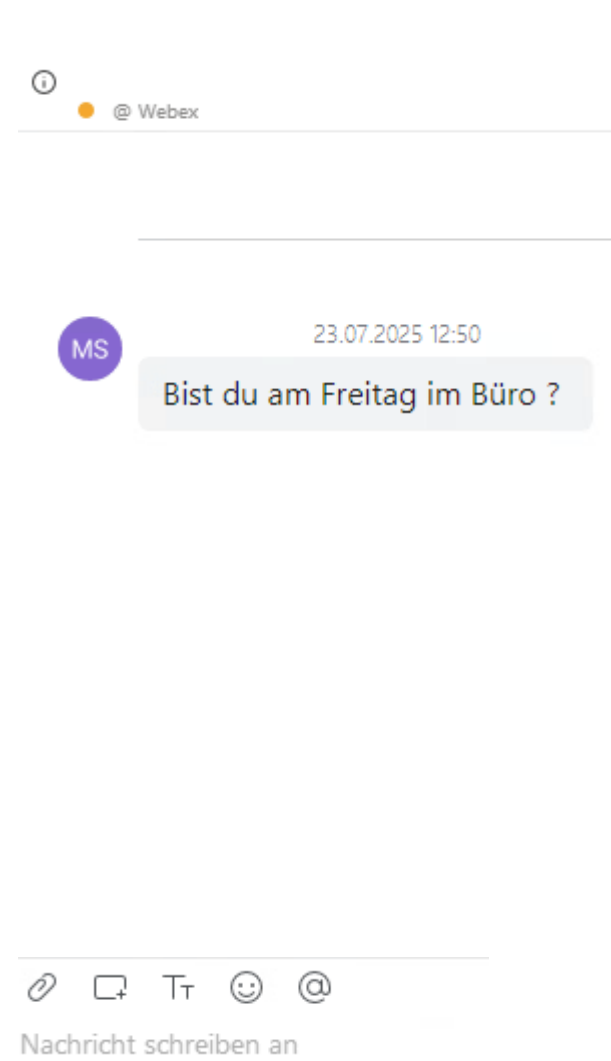 @ Webex
23.07.2025 12:50
MS
Bist du am Freitag im Büro ?
Nachricht schreiben an